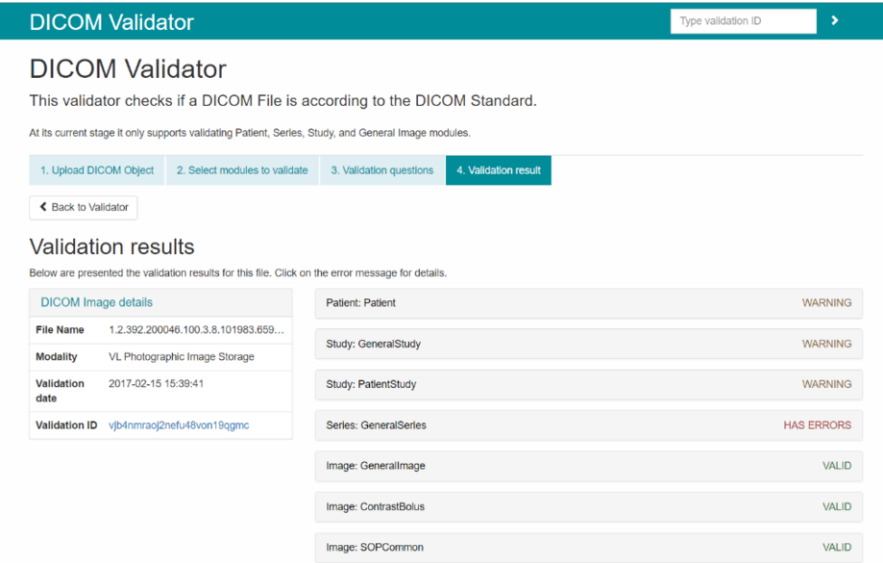 DICOM Validator
Type validation ID
DICOM Validator
This validator checks if a DICOM File is according to the DICOM Standard.
At its current stage it only supports validating Patient, Series, Study, and General Image modules.
1. Upload DICOM Object
2. Select modules to validate
3. Validation questions
4. Validation result
Back to Validator
Validation results
Below are presented the validation results for this file. Click on the error message for details.
DICOM Image details
File Name 1.2.392.200046.100.3.8.101983.659...
Modality VL Photographic Image Storage
Validation date 2017-02-15 15:39:41
Validation ID vjb4nmraoj2nefu48von19qgmc
Patient: Patient WARNING
Study: GeneralStudy WARNING
Study: PatientStudy WARNING
Series: GeneralSeries HAS ERRORS
Image: GeneralImage VALID
Image: ContrastBolus VALID
Image: SOPCommon VALID